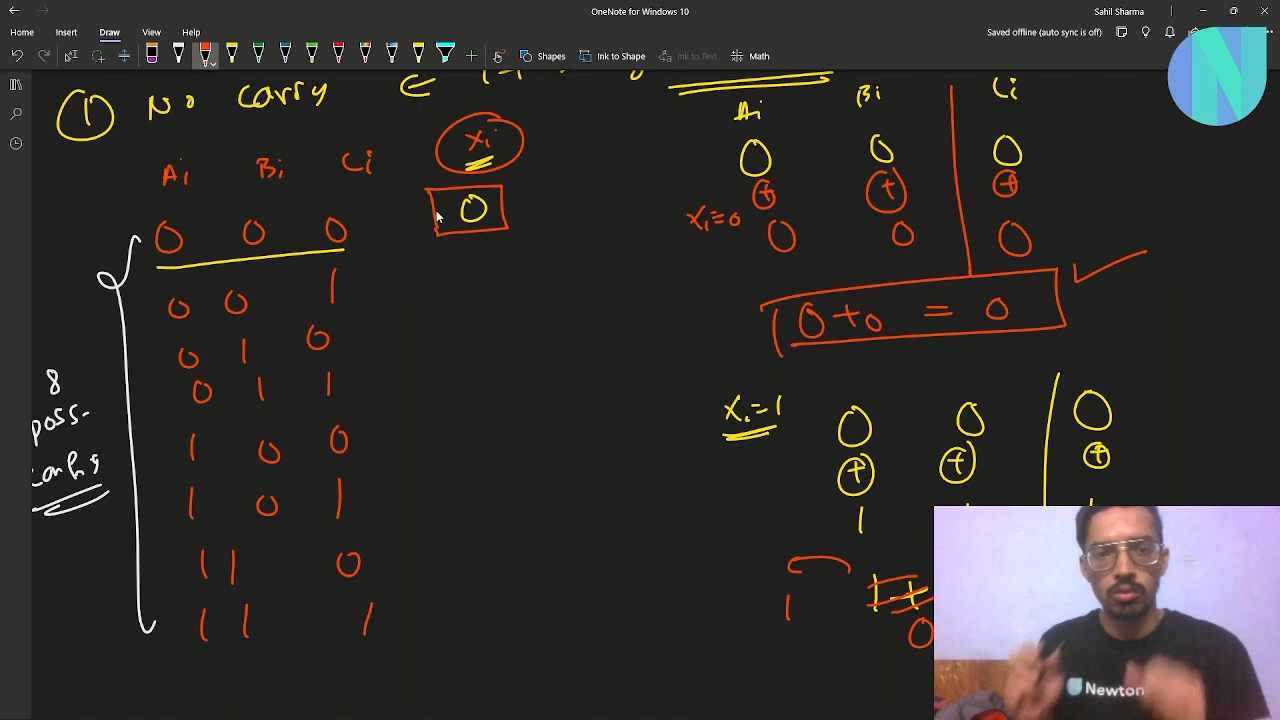 OneNote for Windows 10
Sahil Sharma
Home Insert Draw View Help
Saved offline (auto sync is off)
Shapes Ink to Shape Ink to Text Math
① No carry
Ai Bi Ci Xi
0 0 0 0
0 0 1
0 1 0
0 1 1
1 0 0
1 0 1
1 1 0
1 1 1
8
poss-
Ai Bi Ci
0 0 0
⊕ ⊕ ⊕
Xi=0 0 0 0
0+0 = 0
Xi=1 0 0 0
⊕ ⊕ ⊕
1 1 1
1 1+1
0
N
Newton